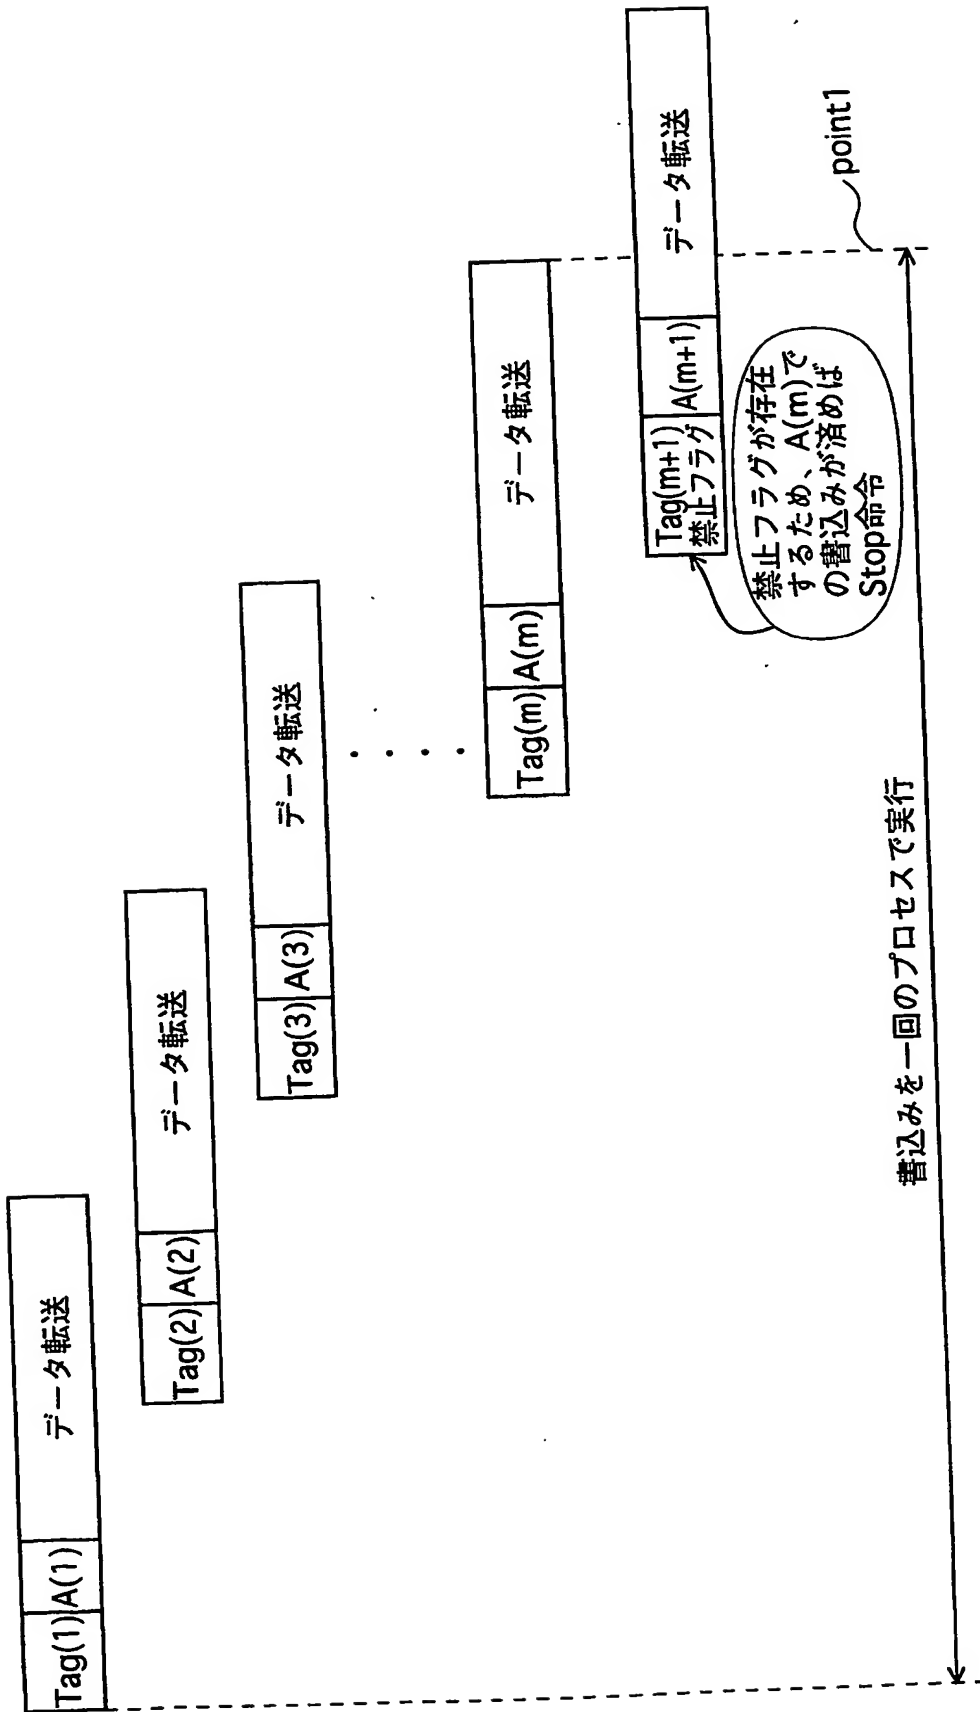 Tag(1) A(1) データ転送
Tag(2) A(2) データ転送
Tag(3) A(3) データ転送
・・・・
Tag(m) A(m) データ転送
Tag(m+1)
禁止フラグ
A(m+1)
データ転送
禁止フラグが存在
するため、A(m)で
の書込みが済めば
Stop命令
point1
書込みを一回のプロセスで実行